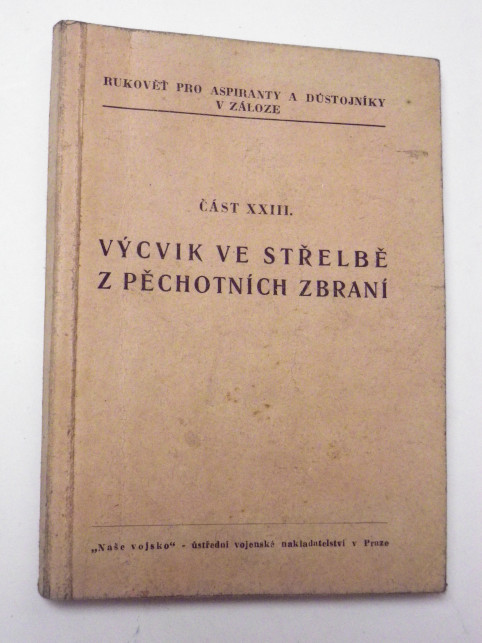 RUKOVĚŤ PRO ASPIRANTY A DŮSTOJNÍKY
V ZÁLOZE
ČÁST XXIII.
VÝCVIK VE STŘELBĚ
Z PĚCHOTNÍCH ZBRANÍ
„Naše vojsko“ - ústřední vojenské nakladatelství v Praze